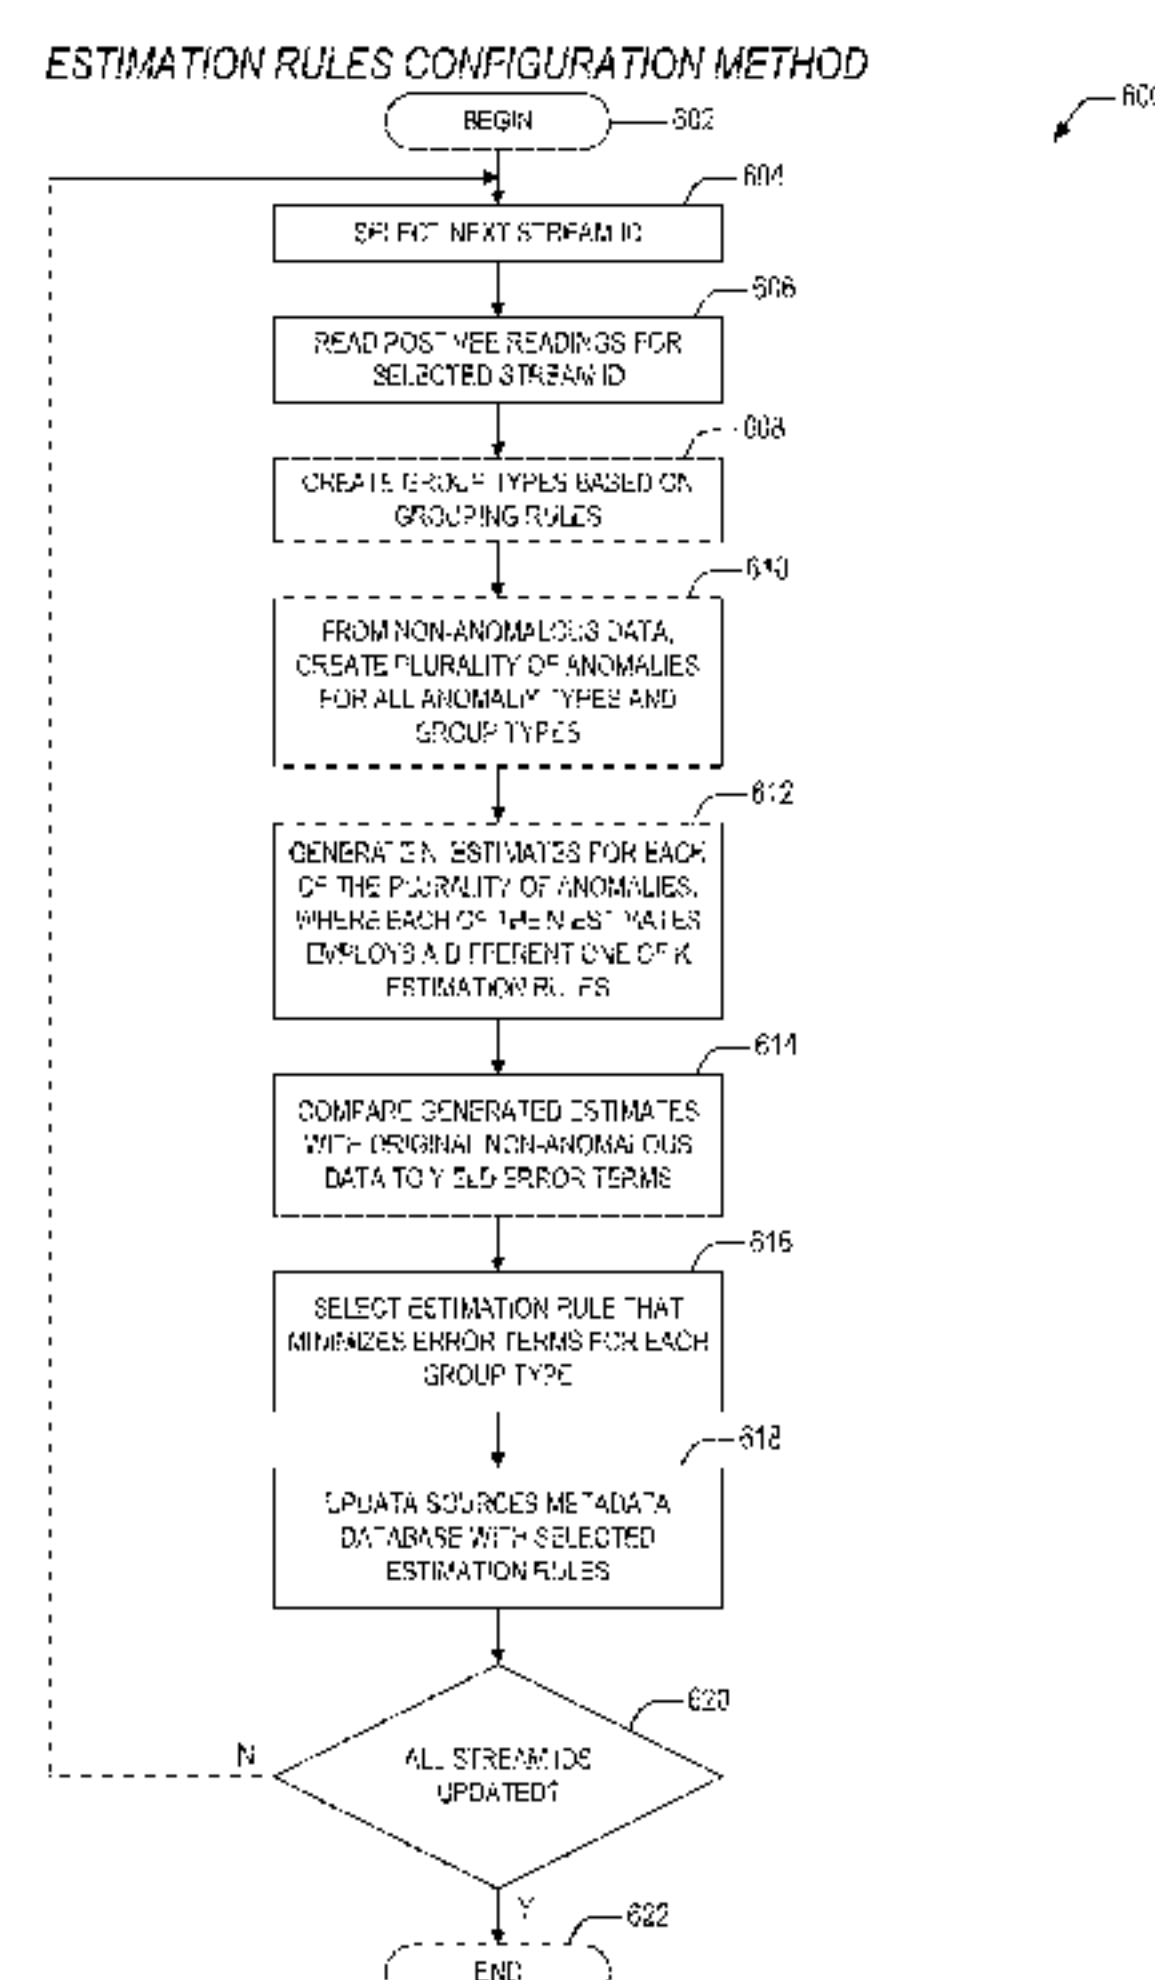 ESTIMATION RULES CONFIGURATION METHOD
600
BEGIN
602
604
SELECT NEXT STREAM ID
606
READ POST VEE READINGS FOR
SELECTED STREAM ID
608
CREATE GROUP TYPES BASED ON
GROUPING RULES
610
FROM NON-ANOMALOUS DATA,
CREATE PLURALITY OF ANOMALIES
FOR ALL ANOMALY TYPES AND
GROUP TYPES
612
GENERATE N ESTIMATES FOR EACH
OF THE PLURALITY OF ANOMALIES,
WHERE EACH OF THE N ESTIMATES
EMPLOYS A DIFFERENT ONE OF
ESTIMATION RULES
614
COMPARE GENERATED ESTIMATES
WITH ORIGINAL NON-ANOMALOUS
DATA TO YIELD ERROR TERMS
616
SELECT ESTIMATION RULE THAT
MINIMIZES ERROR TERMS FOR EACH
GROUP TYPE
618
UPDATA SOURCES METADATA
DATABASE WITH SELECTED
ESTIMATION RULES
620
ALL STREAM IDS
UPDATED?
N
Y
622
END